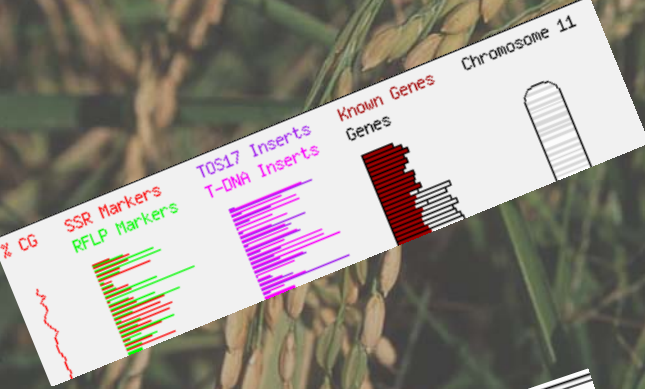 % CG
SSR Markers
RFLP Markers
TOS17 Inserts
T-DNA Inserts
Known Genes
Genes
Chromosome 11